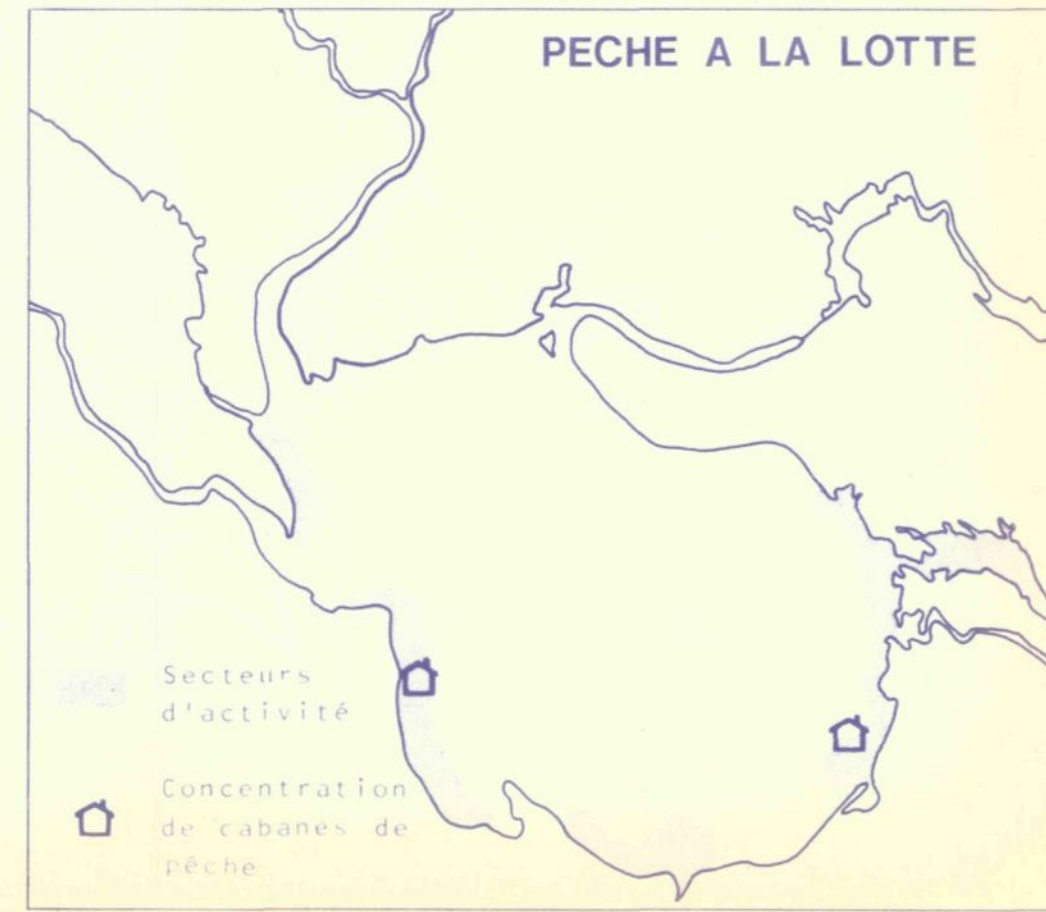 PECHE A LA LOTTE
Secteurs
d'activité
Concentration
de cabanes de
pêche